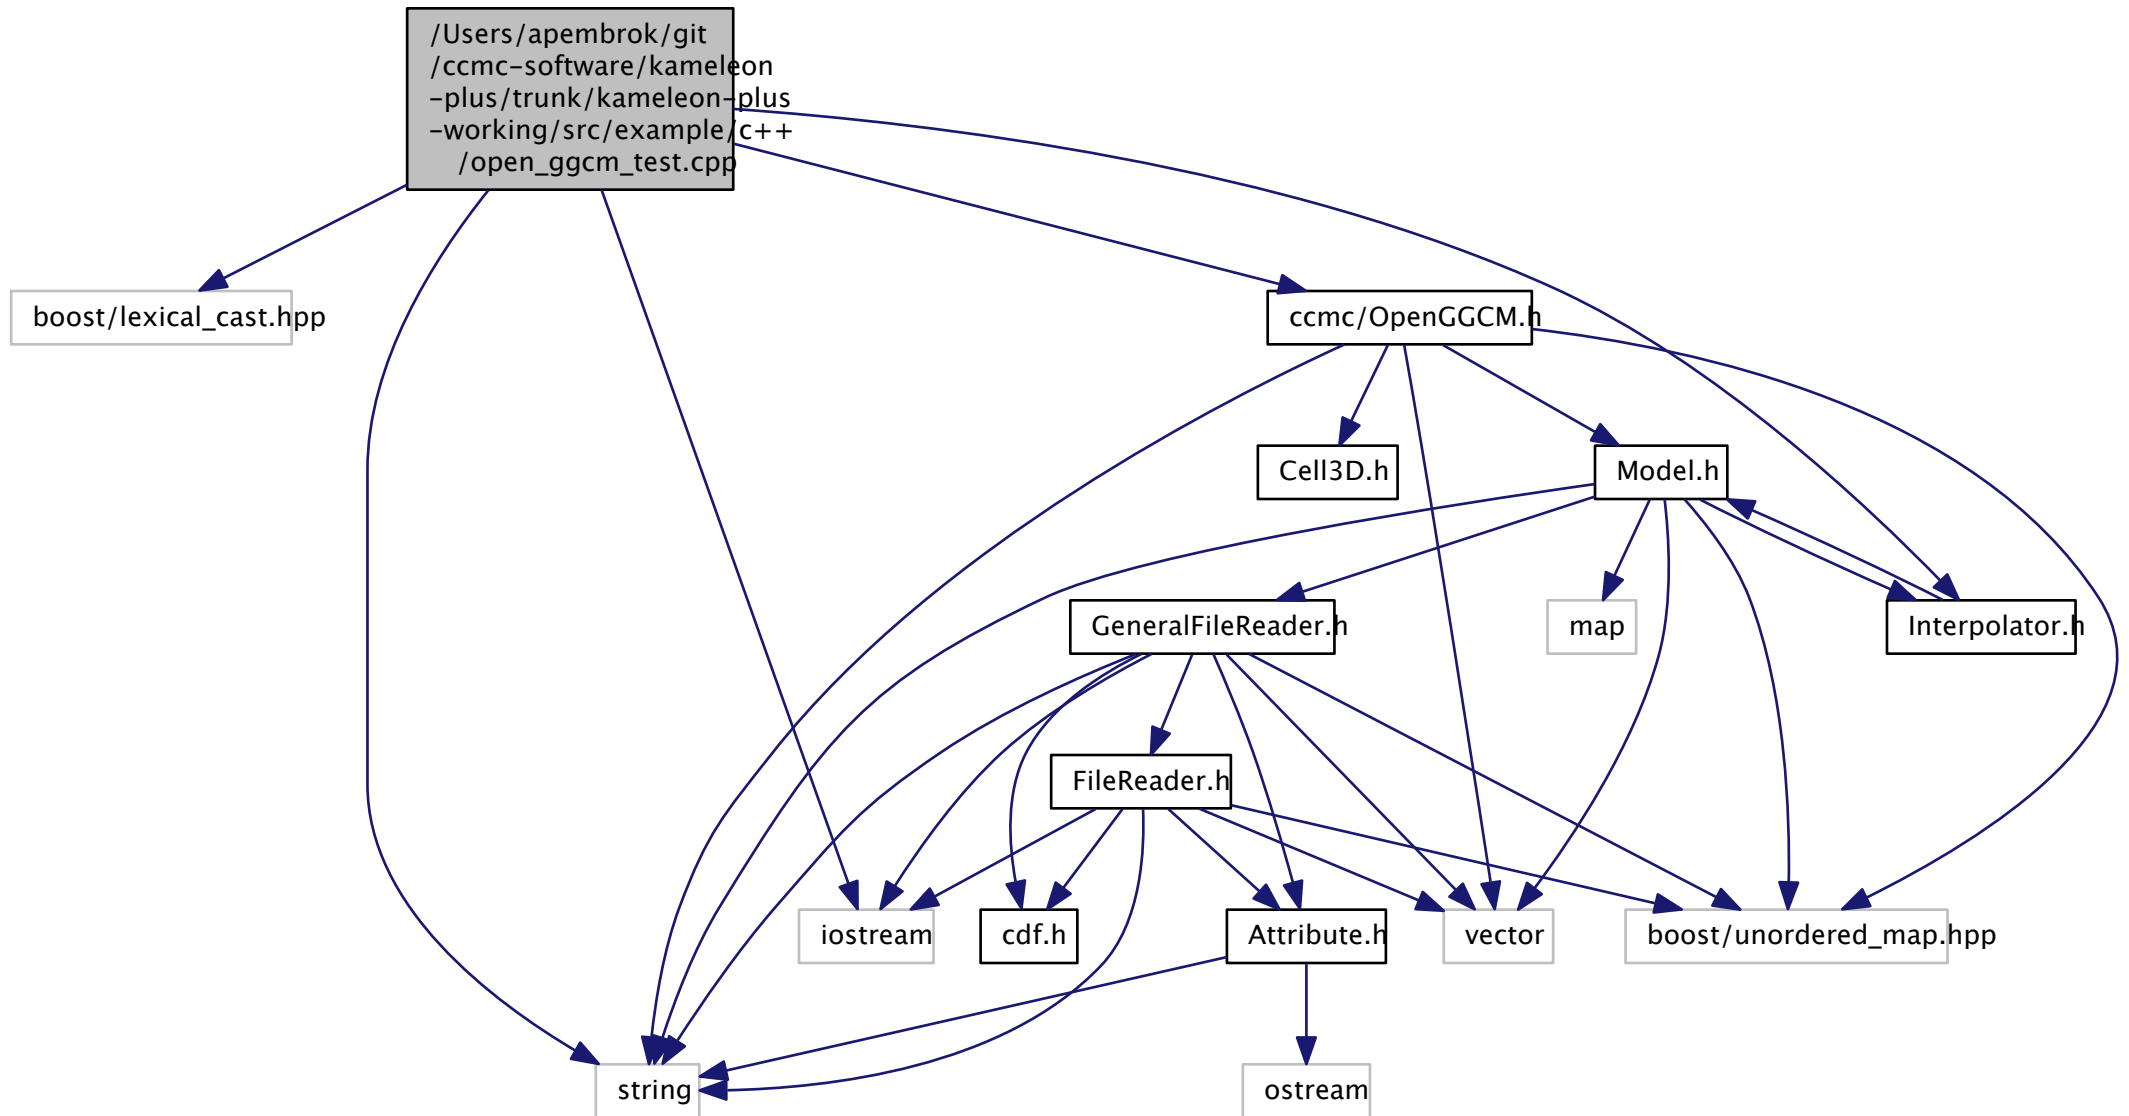 /Users/apembrok/git
/ccmc-software/kameleon
-plus/trunk/kameleon-plus
-working/src/example/c++
/open_ggcm_test.cpp
boost/lexical_cast.hpp
ccmc/OpenGGCM.h
Cell3D.h
Model.h
GeneralFileReader.h
map
Interpolator.h
FileReader.h
iostream
cdf.h
Attribute.h
vector
boost/unordered_map.hpp
string
ostream